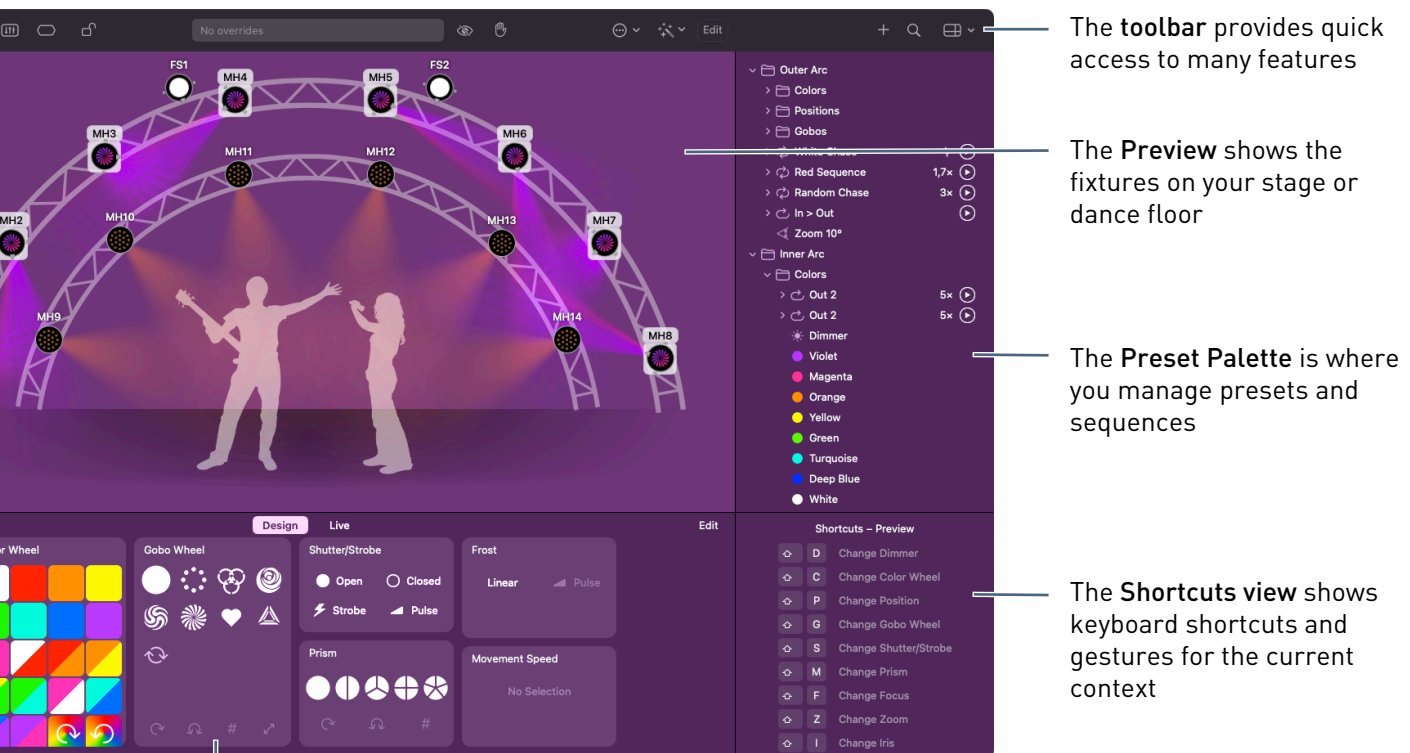 No overrides
Edit
The toolbar provides quick
access to many features
FS1
FS2
MH4
MH5
MH3
MH6
MH11
MH12
MH2
MH10
MH13
MH7
MH9
MH14
MH8
Outer Arc
Colors
Positions
Gobos
Red Sequence 1,7×
Random Chase 3×
In > Out
Zoom 10°
Inner Arc
Colors
Out 2 5×
Out 2 5×
Dimmer
Violet
Magenta
Orange
Yellow
Green
Turquoise
Deep Blue
White
The Preview shows the
fixtures on your stage or
dance floor
The Preset Palette is where
you manage presets and
sequences
Design Live Edit
r Wheel
Gobo Wheel
Shutter/Strobe
Open Closed
Strobe Pulse
Prism
#
#
Frost
Linear Pulse
Movement Speed
No Selection
Shortcuts – Preview
D Change Dimmer
C Change Color Wheel
P Change Position
G Change Gobo Wheel
S Change Shutter/Strobe
M Change Prism
F Change Focus
Z Change Zoom
I Change Iris
The Shortcuts view shows
keyboard shortcuts and
gestures for the current
context